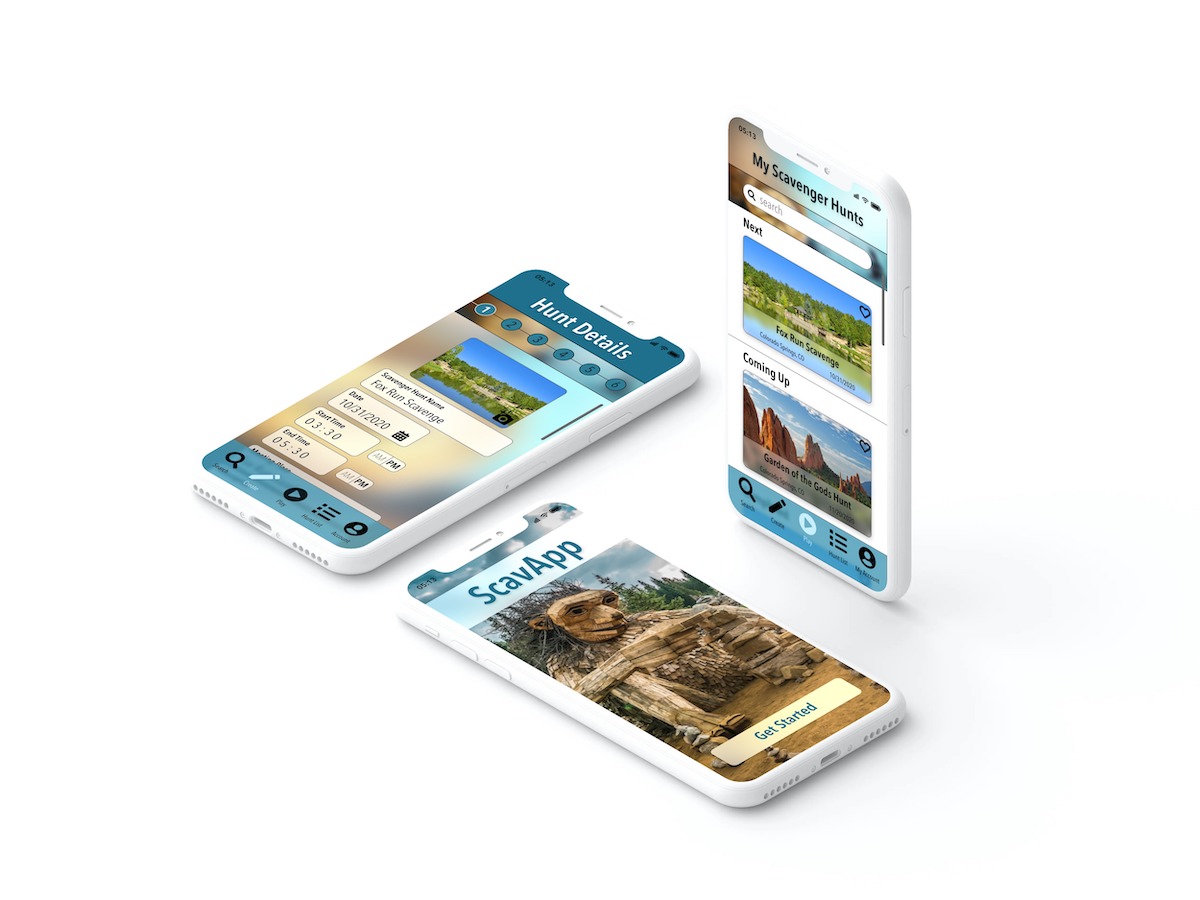 05:13
Hunt Details
1
2
3
4
5
6
Scavenger Hunt Name
Fox Run Scavenge
Date
10/31/2020
Start Time
03:30
AM/PM
End Time
05:30
AM/PM
Search
Create
Play
Hunt List
Account
05:13
My Scavenger Hunts
search
Next
Fox Run Scavenge
Colorado Springs, CO
10/31/2020
Coming Up
Garden of the Gods Hunt
Colorado Springs, CO
11/20/2020
Search
Create
Play
Hunt List
My Account
05:13
ScavApp
Get Started